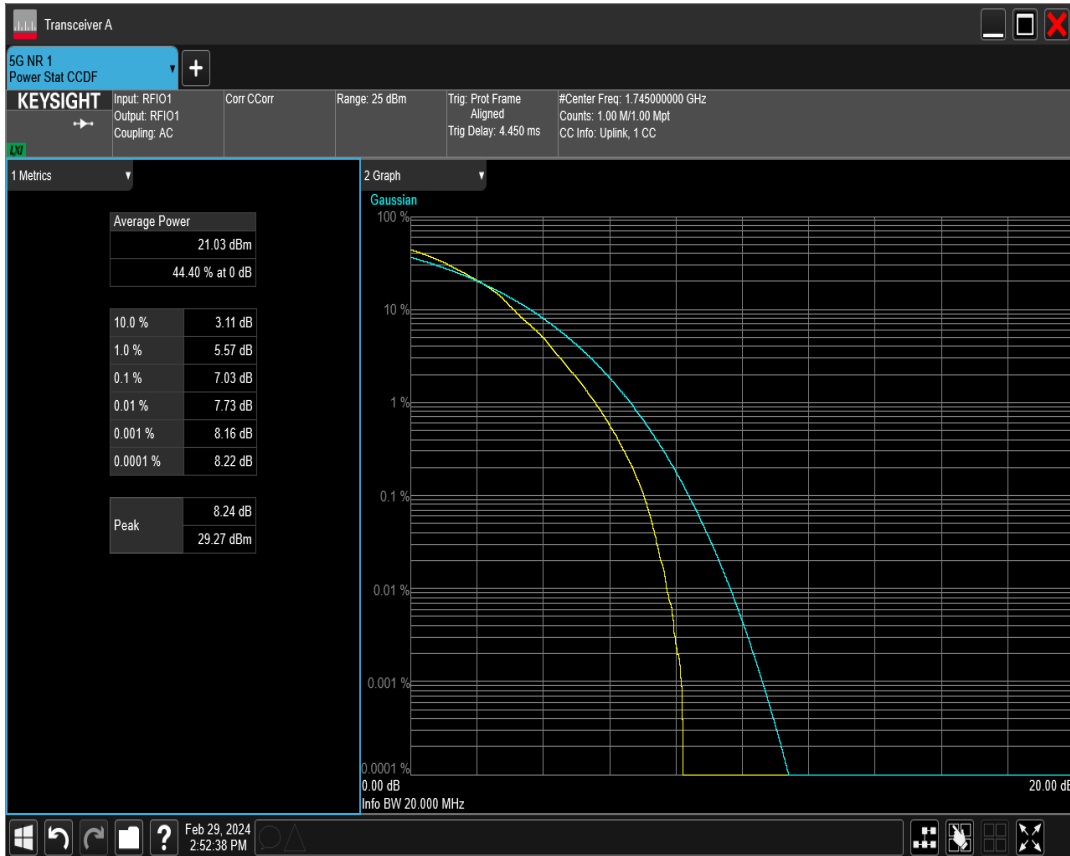 Transceiver A
5G NR 1
Power Stat CCDF
+
KEYSIGHT
LXI
Input: RFIO1
Output: RFIO1
Coupling: AC
Corr CCorr
Range: 25 dBm
Trig: Prot Frame
Aligned
Trig Delay: 4.450 ms
#Center Freq: 1.745000000 GHz
Counts: 1.00 M/1.00 Mpt
CC Info: Uplink, 1 CC
1 Metrics
Average Power
21.03 dBm
44.40 % at 0 dB
10.0 % 3.11 dB
1.0 % 5.57 dB
0.1 % 7.03 dB
0.01 % 7.73 dB
0.001 % 8.16 dB
0.0001 % 8.22 dB
Peak
8.24 dB
29.27 dBm
2 Graph
Gaussian
100 %
10 %
1 %
0.1 %
0.01 %
0.001 %
0.0001 %
0.00 dB 20.00 dB
Info BW 20.000 MHz
? Feb 29, 2024
2:52:38 PM